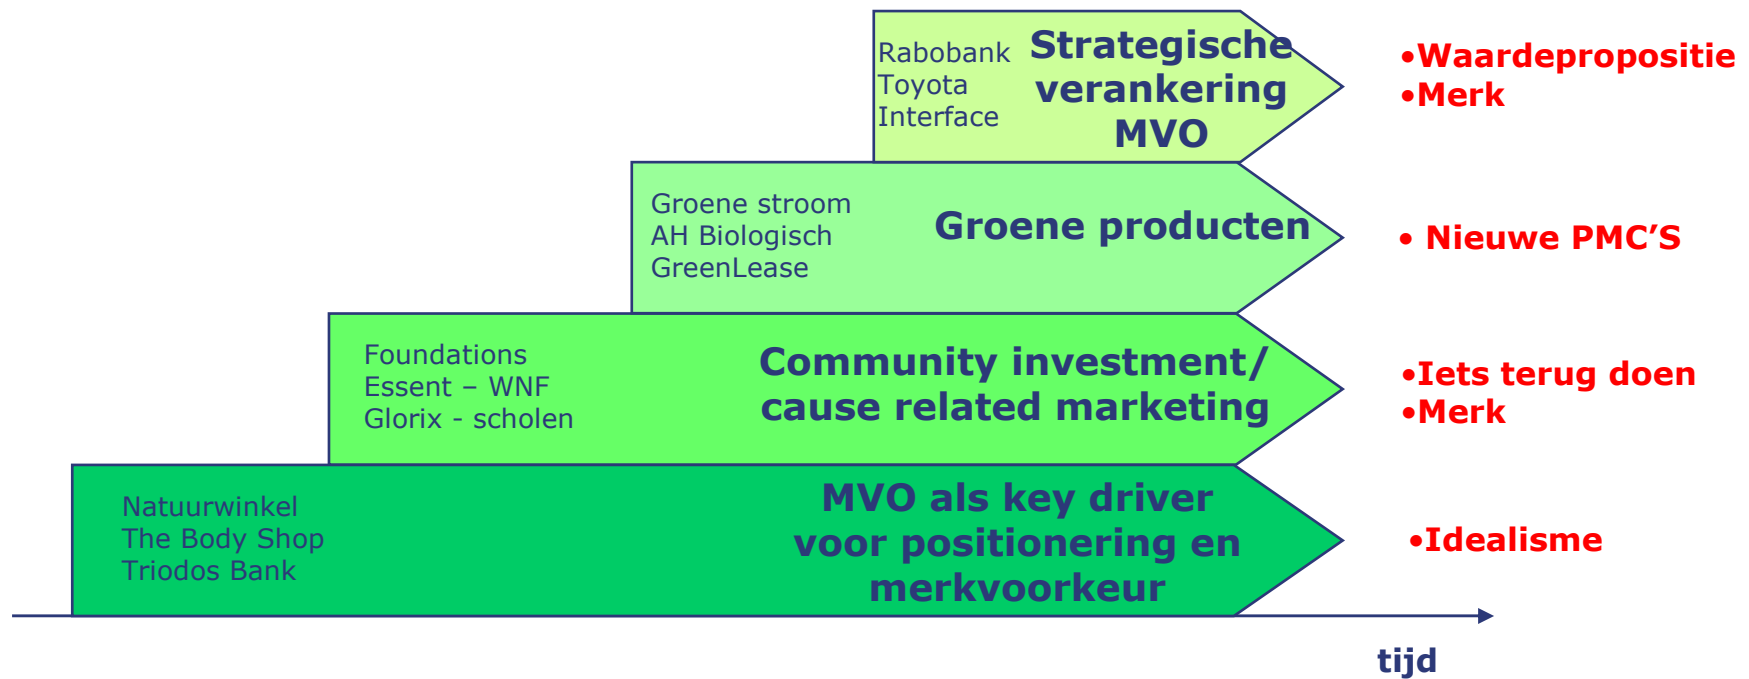 Rabobank
Toyota
Interface
Strategische
verankering
MVO
•Waardepropositie
•Merk
Groene stroom
AH Biologisch
GreenLease
Groene producten
• Nieuwe PMC’S
Foundations
Essent – WNF
Glorix - scholen
Community investment/
cause related marketing
•Iets terug doen
•Merk
Natuurwinkel
The Body Shop
Triodos Bank
MVO als key driver
voor positionering en
merkvoorkeur
•Idealisme
tijd